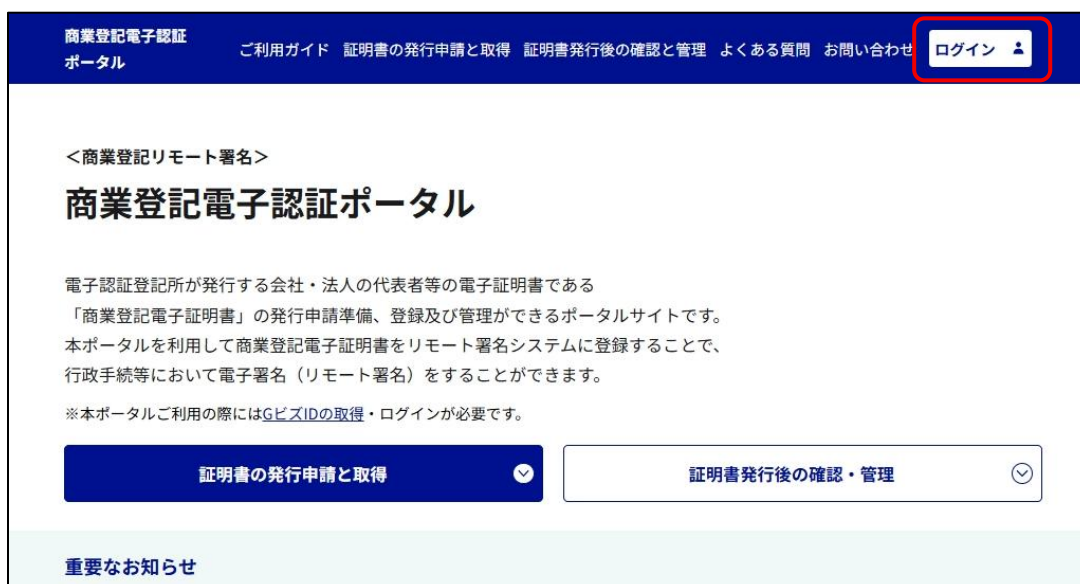 商業登記電子認証
ポータル
ご利用ガイド 証明書の発行申請と取得 証明書発行後の確認と管理 よくある質問 お問い合わせ ログイン
<商業登記リモート署名>
商業登記電子認証ポータル
電子認証登記所が発行する会社・法人の代表者等の電子証明書である
「商業登記電子証明書」の発行申請準備、登録及び管理ができるポータルサイトです。
本ポータルを利用して商業登記電子証明書をリモート署名システムに登録することで、
行政手続等において電子署名（リモート署名）をすることができます。
※本ポータルご利用の際にはGビズIDの取得・ログインが必要です。
証明書の発行申請と取得 証明書発行後の確認・管理
重要なお知らせ